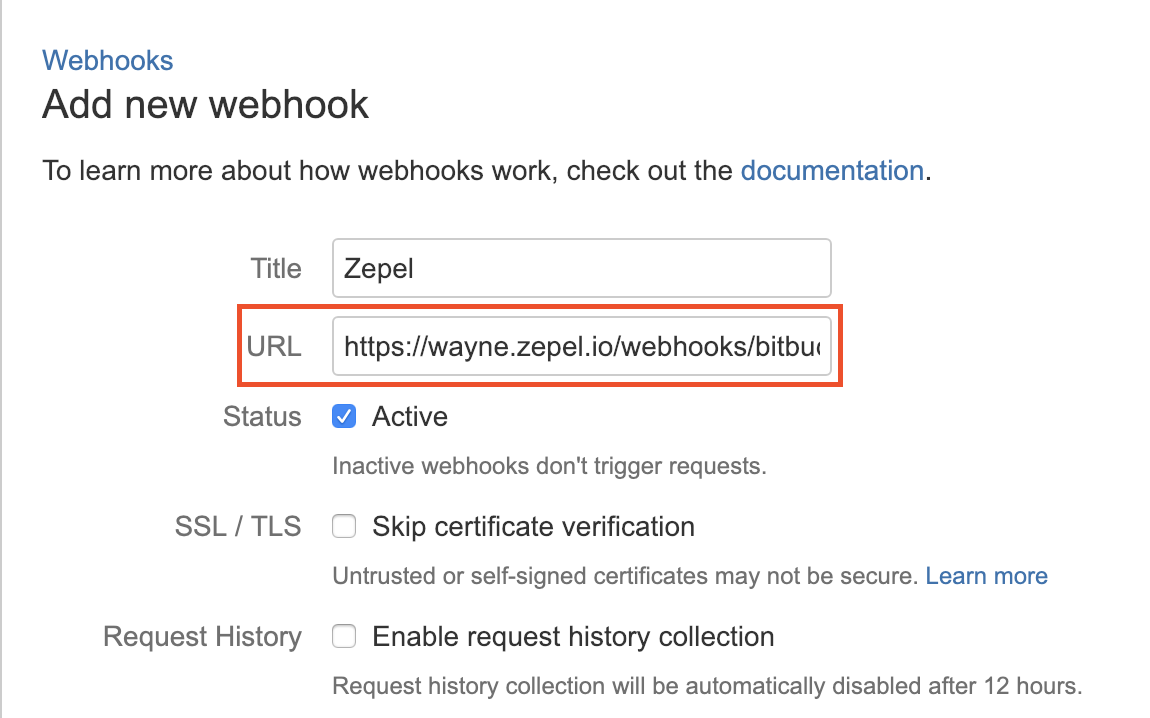 Webhooks
Add new webhook
To learn more about how webhooks work, check out the documentation.
Title Zepel
URL https://wayne.zepel.io/webhooks/bitbuc
Status Active
Inactive webhooks don't trigger requests.
SSL / TLS Skip certificate verification
Untrusted or self-signed certificates may not be secure. Learn more
Request History Enable request history collection
Request history collection will be automatically disabled after 12 hours.